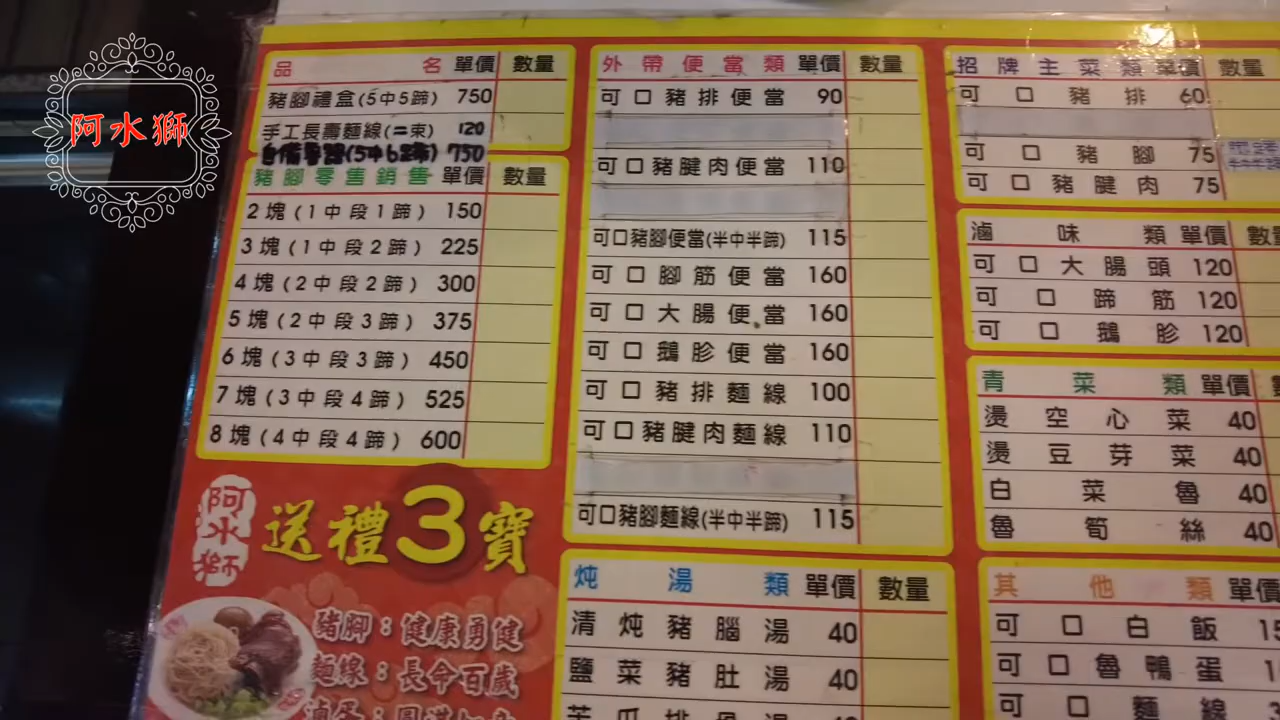 阿水獅
品名 單價 數量
豬腳禮盒(5中5蹄) 750
手工長壽麵線(二束) 120
750
豬腳零售銷售 單價 數量
2塊(1中段1蹄) 150
3塊(1中段2蹄) 225
4塊(2中段2蹄) 300
5塊(2中段3蹄) 375
6塊(3中段3蹄) 450
7塊(3中段4蹄) 525
8塊(4中段4蹄) 600
阿水獅
送禮3寶
豬腳:健康勇健
麵線:長命百歲
外帶便當類 單價 數量
可口豬排便當 90
可口豬腱肉便當 110
可口豬腳便當(半中半蹄) 115
可口腳筋便當 160
可口大腸便當 160
可口鵝胗便當 160
可口豬排麵線 100
可口豬腱肉麵線 110
可口豬腳麵線(半中半蹄) 115
炖湯類 單價 數量
清炖豬腦湯 40
鹽菜豬肚湯 40
招牌主菜類 單價 數量
可口豬排 60
可口豬腳 75
可口豬腱肉 75
滷味類 單價
可口大腸頭 120
可口蹄筋 120
可口鵝胗 120
青菜類 單價
燙空心菜 40
燙豆芽菜 40
白菜魯 40
魯筍絲 40
其他類 單價
可口白飯
可口魯鴨蛋
可口麵線